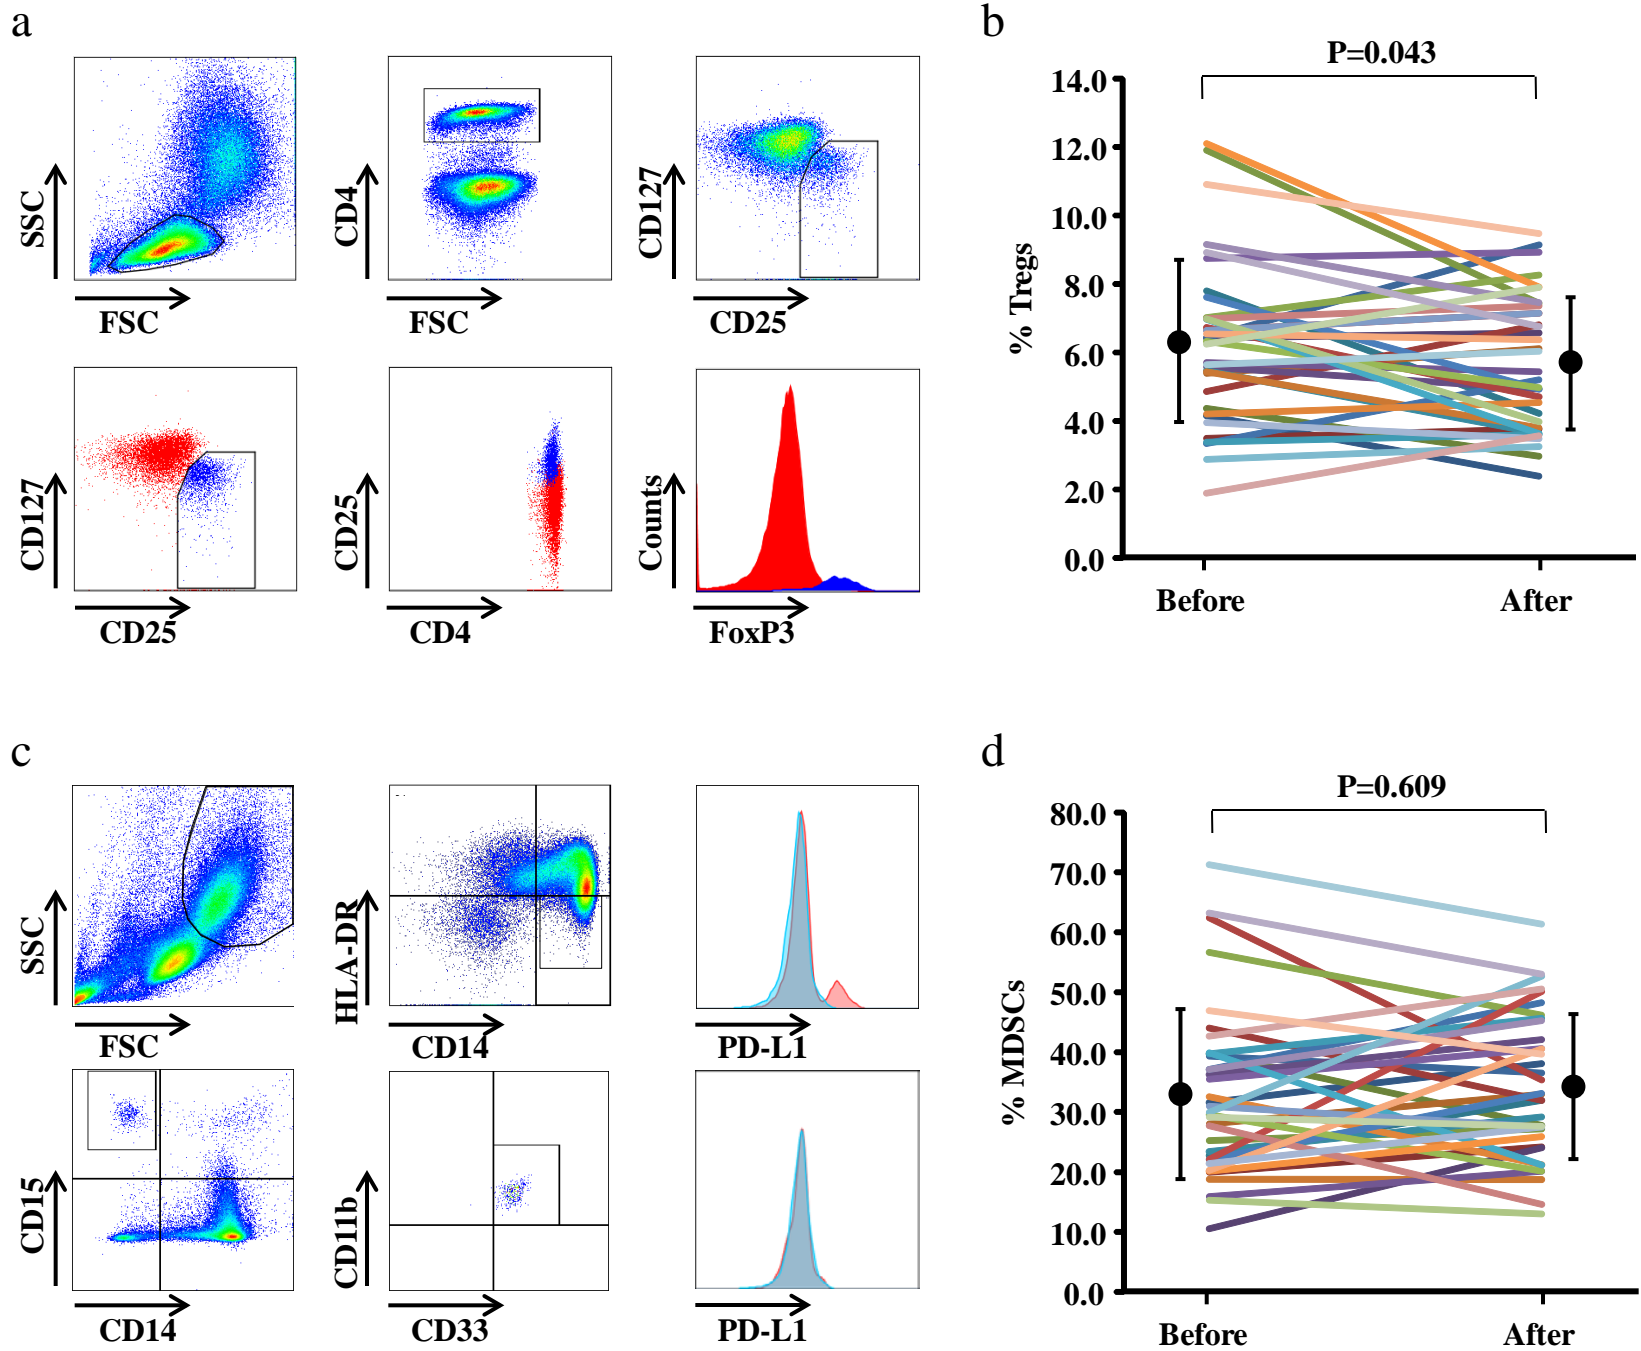 a
SSC
FSC
CD4
FSC
CD127
CD25
CD127
CD25
CD25
CD4
Counts
FoxP3
b
P=0.043
% Tregs
14.0
12.0
10.0
8.0
6.0
4.0
2.0
0.0
Before
After
c
SSC
FSC
HLA-DR
CD14
PD-L1
CD15
CD14
CD11b
CD33
PD-L1
d
P=0.609
% MDSCs
80.0
70.0
60.0
50.0
40.0
30.0
20.0
10.0
0.0
Before
After